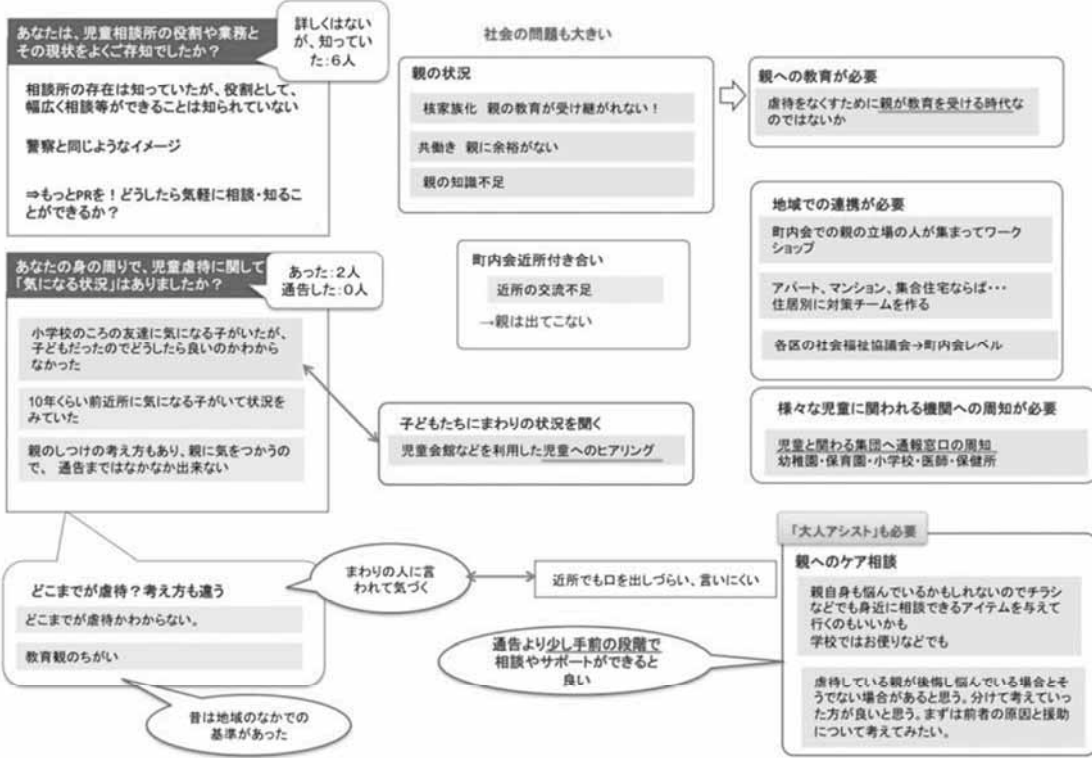 あなたは、児童相談所の役割や業務と
その現状をよくご存知でしたか？
詳しくはない
が、知ってい
た：6人
相談所の存在は知っていたが、役割として、
幅広く相談等ができることは知られていない
警察と同じようなイメージ
⇒もっとPRを！どうしたら気軽に相談・知るこ
とができるか？
あなたの身の周りで、児童虐待に関して
「気になる状況」はありましたか？
あった：2人
通告した：0人
小学校のころの友達に気になる子がいたが、
子どもだったのでどうしたら良いのかわから
なかった
10年くらい前近所に気になる子がいて状況を
みていた
親のしつけの考え方もあり、親に気をつかうの
で、 通告まではなかなか出来ない
どこまでが虐待？考え方も違う
どこまでが虐待かわからない。
教育観のちがい
昔は地域のなかでの
基準があった
まわりの人に言
われて気づく
近所でも口を出しづらい、言いにくい
社会の問題も大きい
親の状況
核家族化 親の教育が受け継がれない！
共働き 親に余裕がない
親の知識不足
町内会近所付き合い
近所の交流不足
→親は出てこない
子どもたちにまわりの状況を聞く
児童会館などを利用した児童へのヒアリング
通告より少し手前の段階で
相談やサポートができると
良い
親への教育が必要
虐待をなくすために親が教育を受ける時代な
のではないか
地域での連携が必要
町内会での親の立場の人が集まってワーク
ショップ
アパート、マンション、集合住宅ならば・・・
住居別に対策チームを作る
各区の社会福祉協議会→町内会レベル
様々な児童に関われる機関への周知が必要
児童と関わる集団へ通報窓口の周知
幼稚園・保育園・小学校・医師・保健所
「大人アシスト」も必要
親へのケア相談
親自身も悩んでいるかもしれないのでチラシ
などでも身近に相談できるアイテムを与えて
行くのもいいかも
学校ではお便りなどでも
虐待している親が後悔し悩んでいる場合とそ
うでない場合があると思う。分けて考えていっ
た方が良いと思う。まずは前者の原因と援助
について考えてみたい。